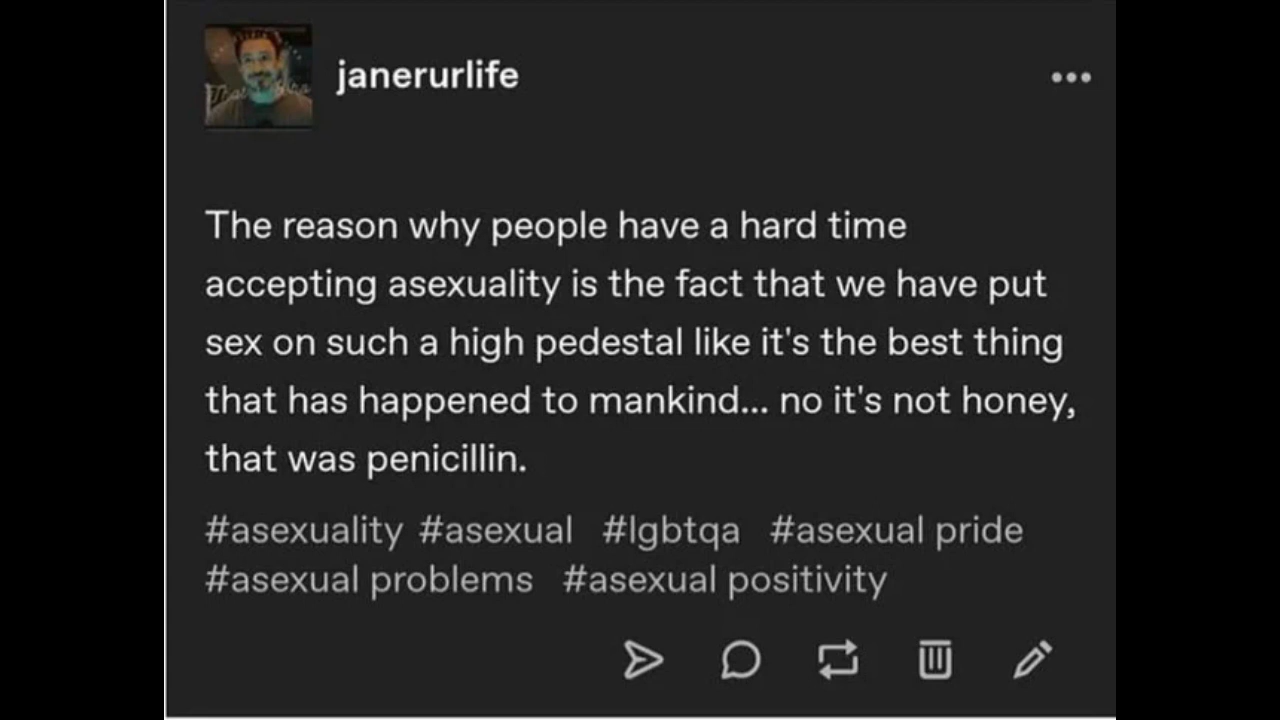 janerurlife
The reason why people have a hard time
accepting asexuality is the fact that we have put
sex on such a high pedestal like it's the best thing
that has happened to mankind... no it's not honey,
that was penicillin.
#asexuality #asexual #lgbtqa #asexual pride
#asexual problems #asexual positivity